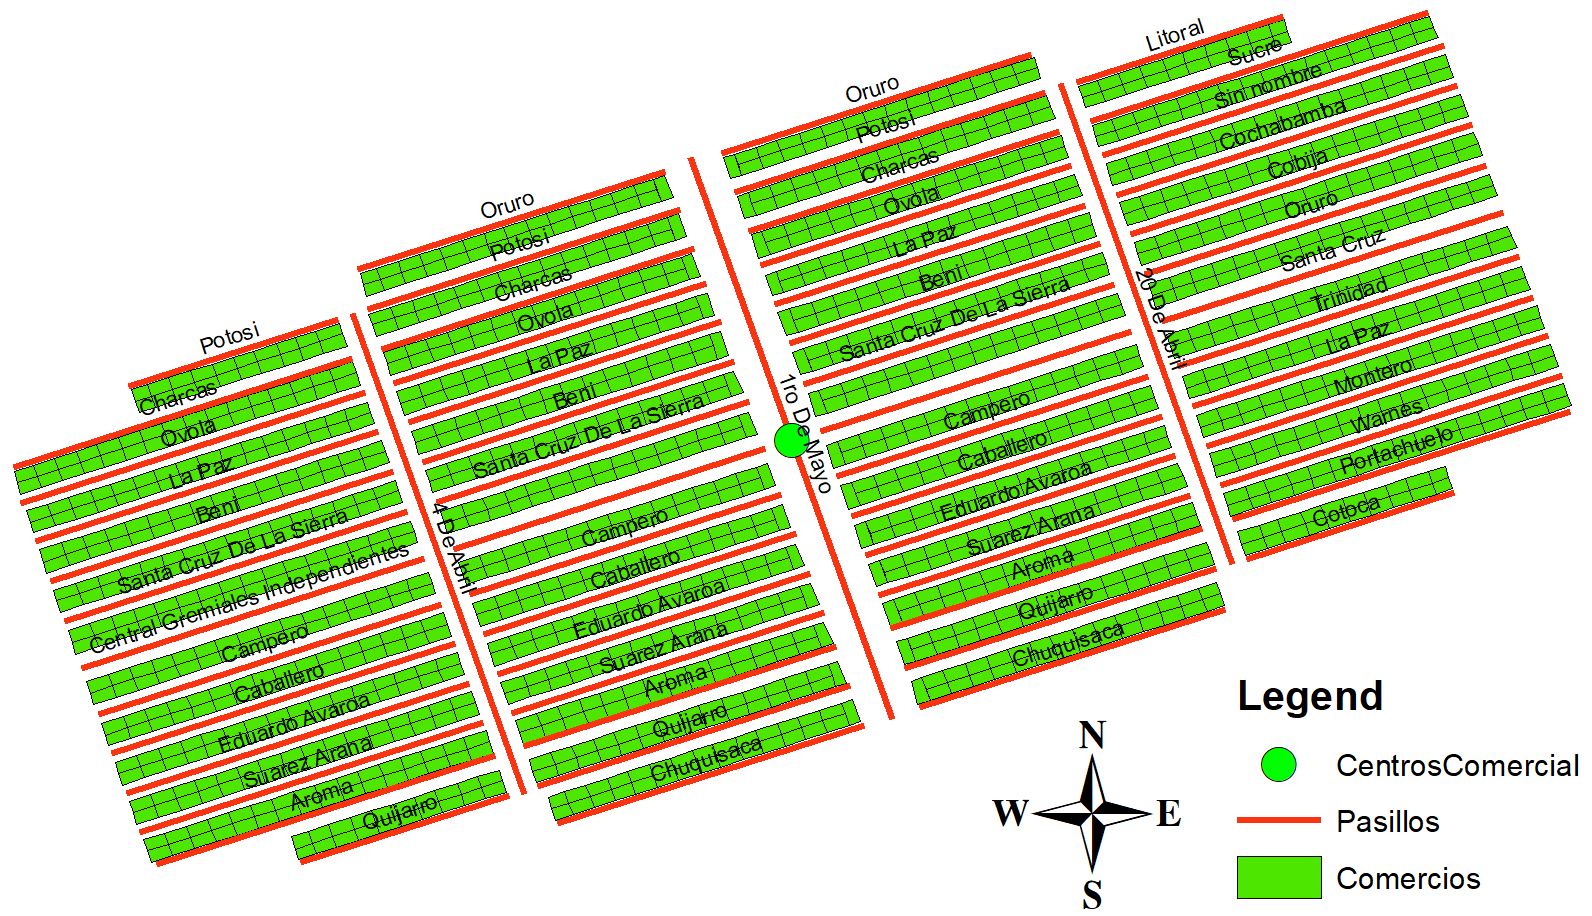 Potosi
Charcas
Ovola
La Paz
Beni
Santa Cruz De La Sierra
Central Gremiales Independientes
Campero
Caballero
Eduardo Avaroa
Suarez Arana
Aroma
Quijarro
4 De Abril
Oruro
Potosi
Charcas
Ovola
La Paz
Beni
Santa Cruz De La Sierra
Campero
Caballero
Eduardo Avaroa
Suarez Arana
Aroma
Quijarro
Chuquisaca
1ro De Mayo
Oruro
Potosi
Charcas
Ovola
La Paz
Beni
Santa Cruz De La Sierra
Campero
Caballero
Eduardo Avaroa
Suarez Arana
Aroma
Quijarro
Chuquisaca
20 De Abril
Litoral
Sucre
Sin nombre
Cochabamba
Cobija
Oruro
Santa Cruz
Trinidad
La Paz
Montero
Warnes
Portachuelo
Cotoca
N
W
E
S
Legend
CentrosComercial
Pasillos
Comercios